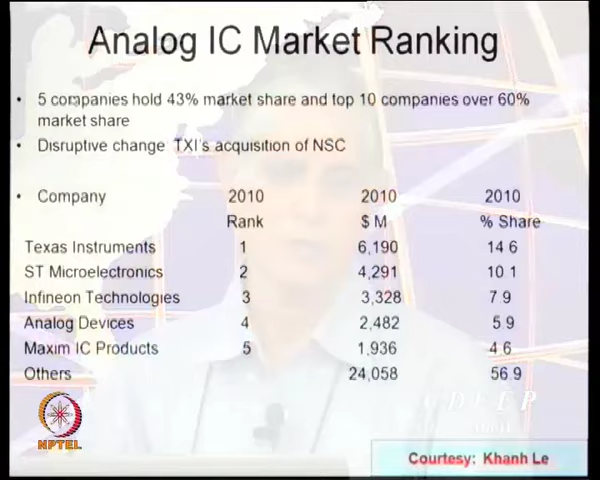 Analog IC Market Ranking
• 5 companies hold 43% market share and top 10 companies over 60%
market share
• Disruptive change TXI's acquisition of NSC
• Company 2010 2010 2010
Rank $ M % Share
Texas Instruments 1 6,190 14 6
ST Microelectronics 2 4,291 10 1
Infineon Technologies 3 3,328 7 9
Analog Devices 4 2,482 5 9
Maxim IC Products 5 1,936 4 6
Others 24,058 56 9
CDEEP
NPTEL
Courtesy: Khanh Le